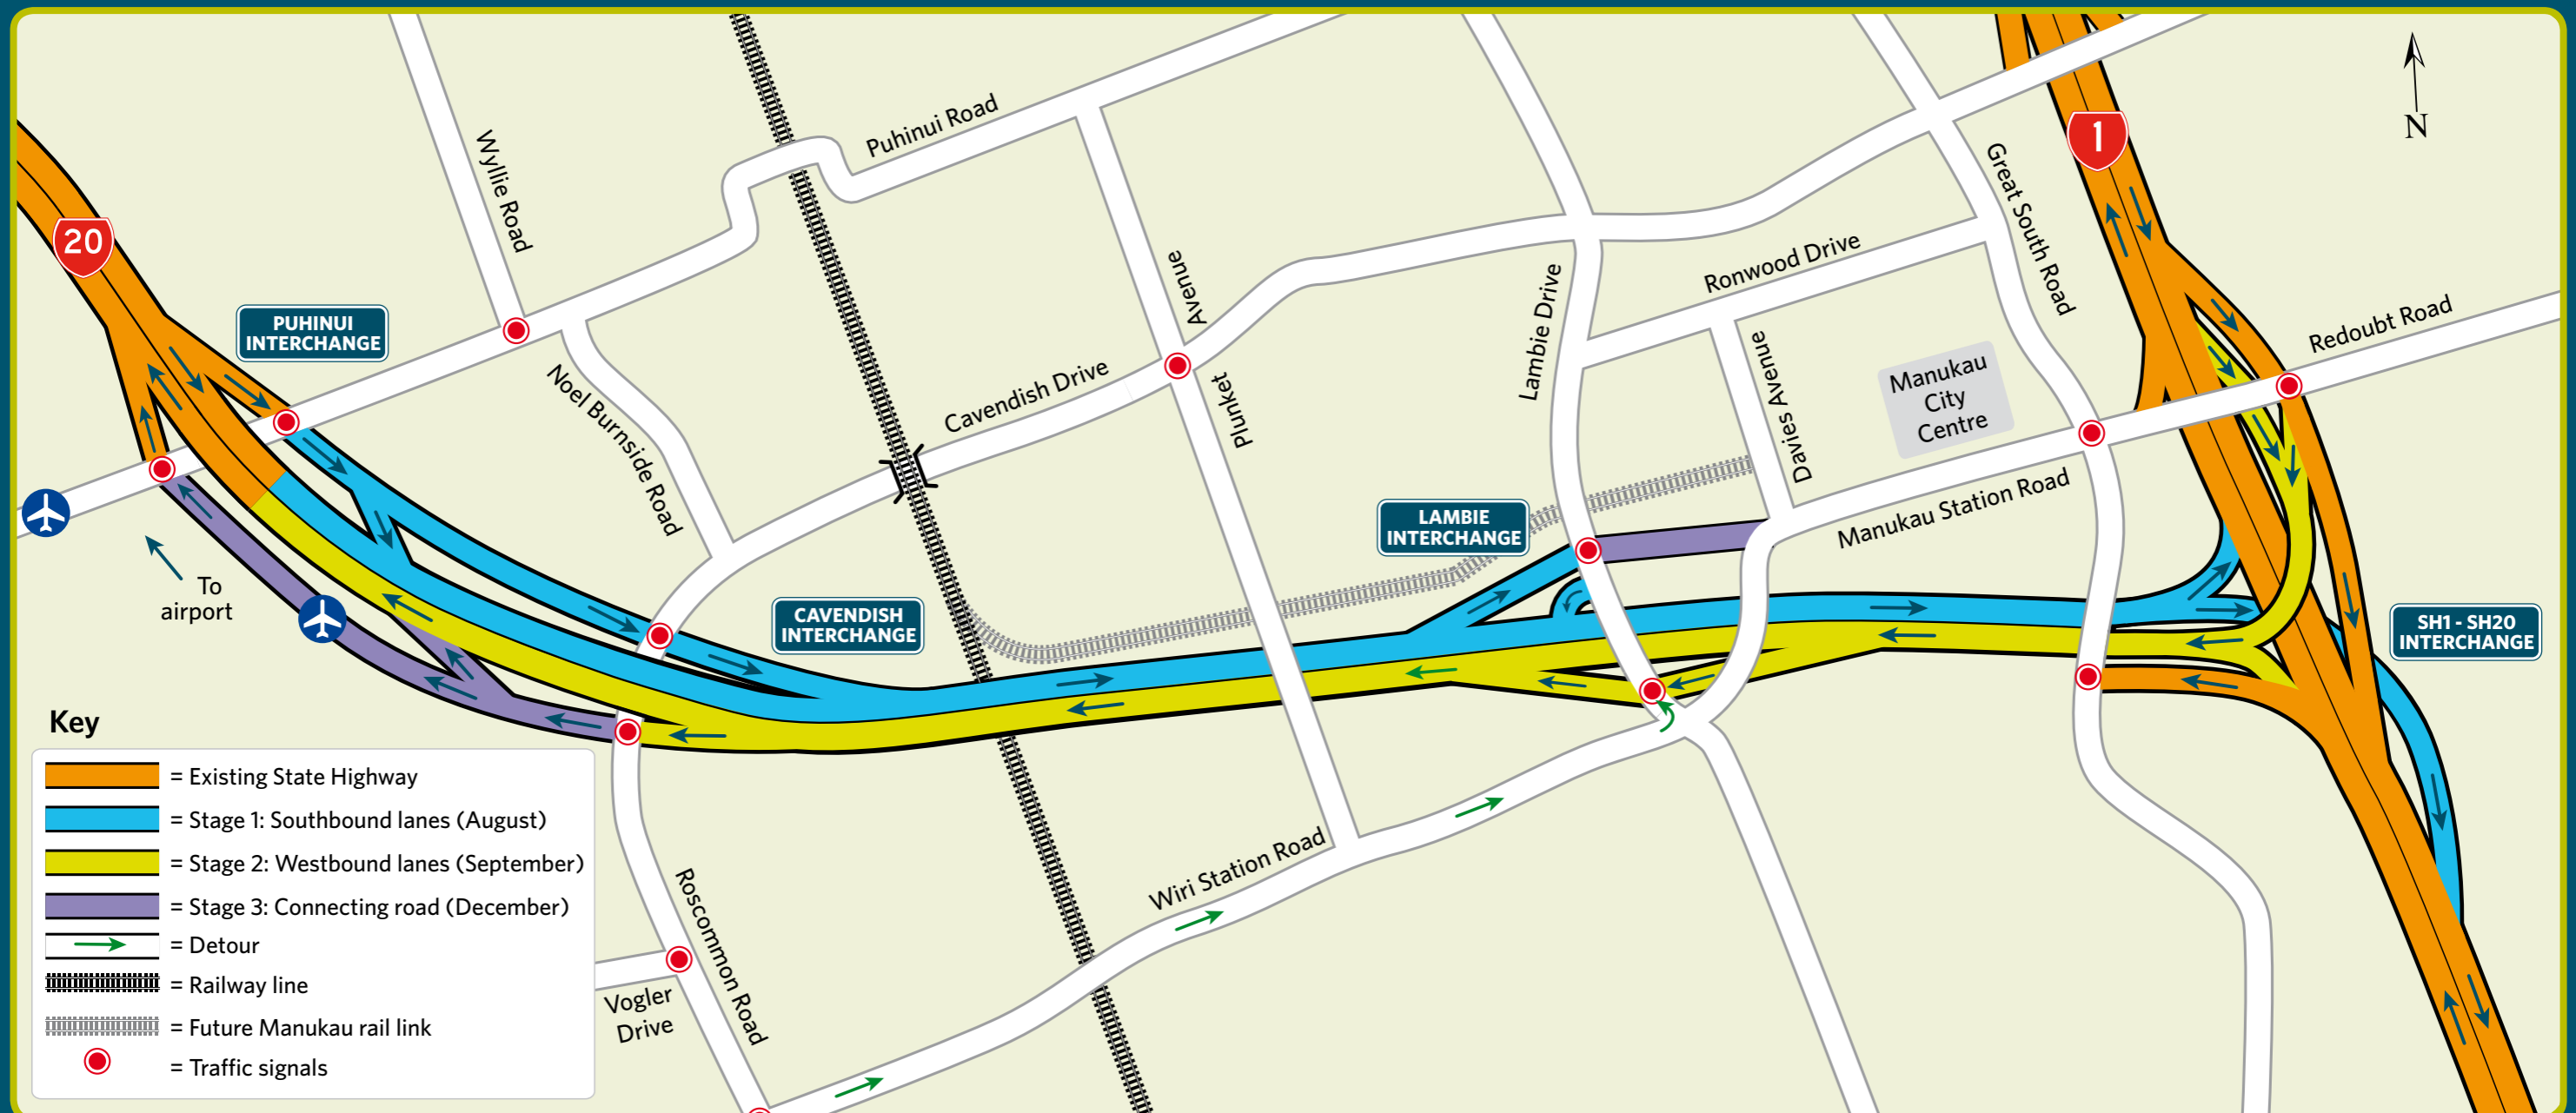 20
PUHINUI
INTERCHANGE
Wyllie Road
Puhinui Road
Noel Burnside Road
Cavendish Drive
Plunket
Avenue
Lambie Drive
Ronwood Drive
Davies Avenue
Manukau
City
Centre
Great South Road
1
N
Redoubt Road
Manukau Station Road
LAMBIE
INTERCHANGE
CAVENDISH
INTERCHANGE
SH1 - SH20
INTERCHANGE
To
airport
Wiri Station Road
Roscommon Road
Vogler
Drive
Key
= Existing State Highway
= Stage 1: Southbound lanes (August)
= Stage 2: Westbound lanes (September)
= Stage 3: Connecting road (December)
= Detour
= Railway line
= Future Manukau rail link
= Traffic signals